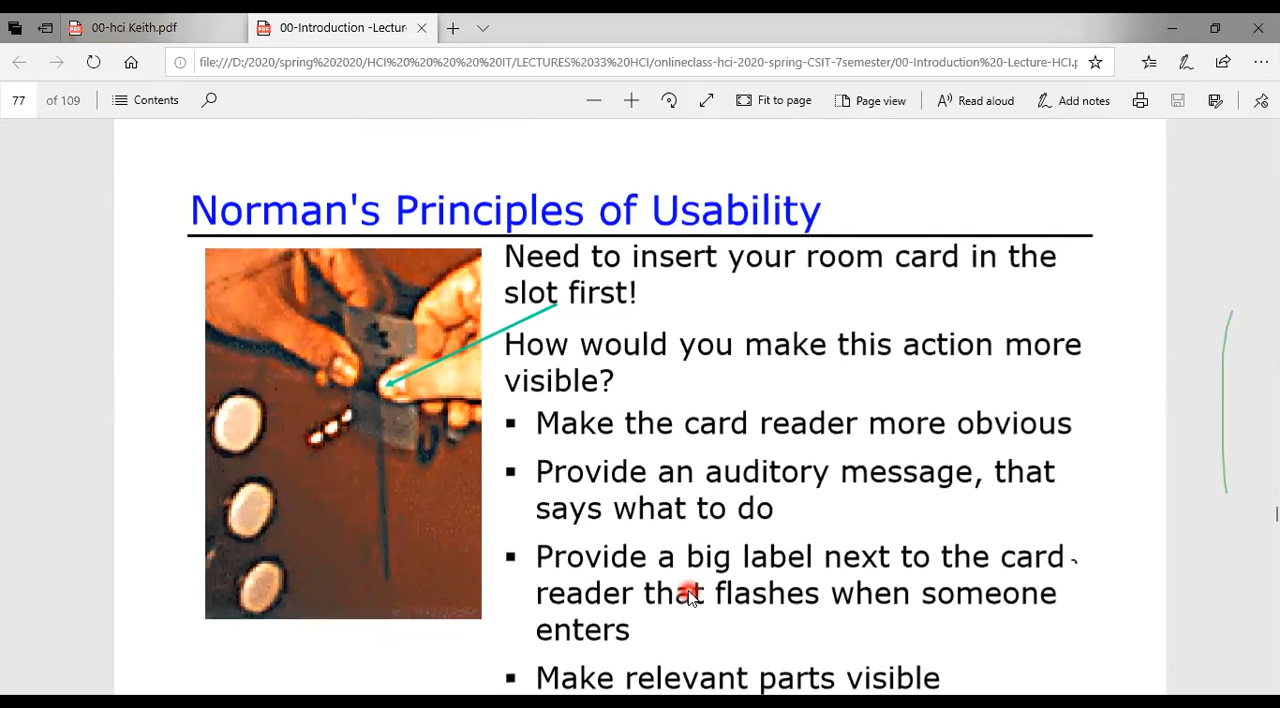 00-hci Keith.pdf
00-Introduction -Lectur
file:///D:/2020/spring%202020/HCI%20%20%20%20%20IT/LECTURES%2033%20HCI/onlineclass-hci-2020-spring-CSIT-7semester/00-Introduction%20-Lecture-HCI.p
77 of 109 Contents Fit to page Page view Read aloud Add notes
Norman's Principles of Usability
Need to insert your room card in the
slot first!
How would you make this action more
visible?
▪ Make the card reader more obvious
▪ Provide an auditory message, that
says what to do
▪ Provide a big label next to the card
reader that flashes when someone
enters
▪ Make relevant parts visible